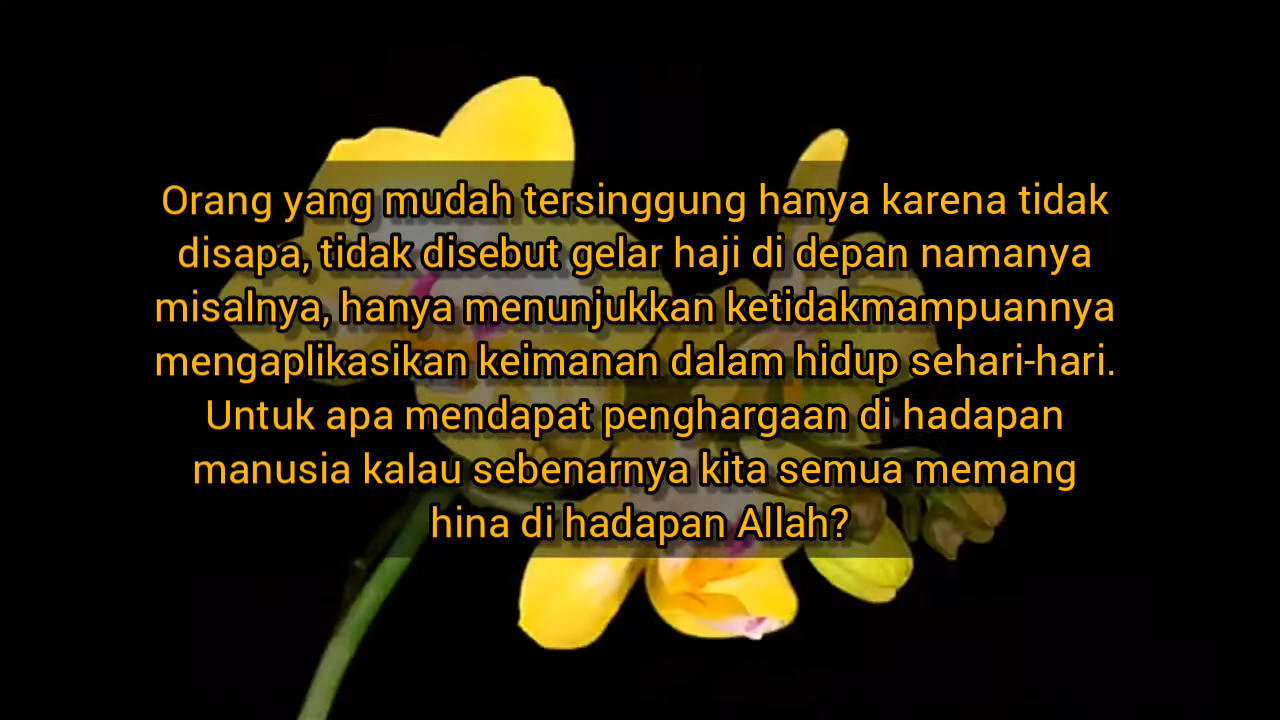 Orang yang mudah tersinggung hanya karena tidak
disapa, tidak disebut gelar haji di depan namanya
misalnya, hanya menunjukkan ketidakmampuannya
mengaplikasikan keimanan dalam hidup sehari-hari.
Untuk apa mendapat penghargaan di hadapan
manusia kalau sebenarnya kita semua memang
hina di hadapan Allah?